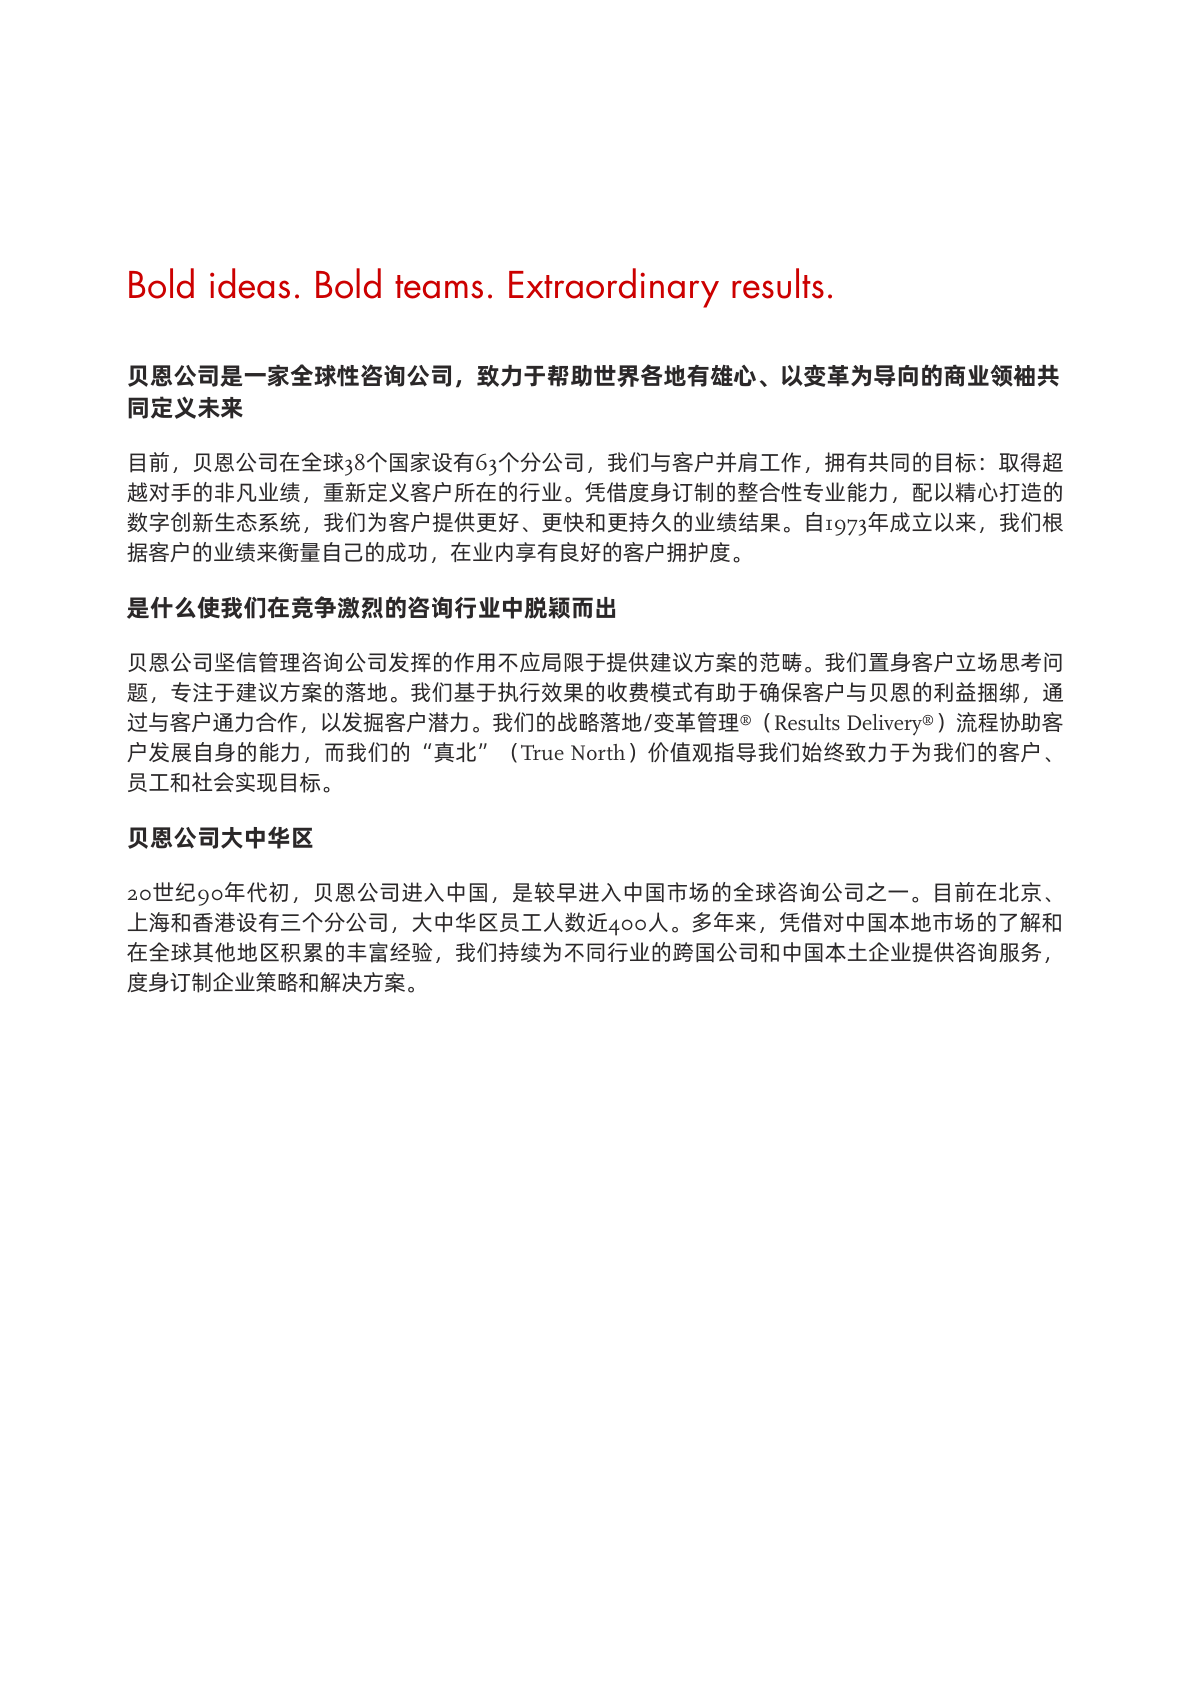 Bold ideas. Bold teams. Extraordinary results.
贝恩公司是一家全球性咨询公司，致力于帮助世界各地有雄心、以变革为导向的商业领袖共
同定义未来
目前，贝恩公司在全球38个国家设有63个分公司，我们与客户并肩工作，拥有共同的目标：取得超
越对手的非凡业绩，重新定义客户所在的行业。凭借度身订制的整合性专业能力，配以精心打造的
数字创新生态系统，我们为客户提供更好、更快和更持久的业绩结果。自1973年成立以来，我们根
据客户的业绩来衡量自己的成功，在业内享有良好的客户拥护度。
是什么使我们在竞争激烈的咨询行业中脱颖而出
贝恩公司坚信管理咨询公司发挥的作用不应局限于提供建议方案的范畴。我们置身客户立场思考问
题，专注于建议方案的落地。我们基于执行效果的收费模式有助于确保客户与贝恩的利益捆绑，通
过与客户通力合作，以发掘客户潜力。我们的战略落地/变革管理®（Results Delivery®）流程协助客
户发展自身的能力，而我们的“真北”（True North）价值观指导我们始终致力于为我们的客户、
员工和社会实现目标。
贝恩公司大中华区
20世纪90年代初，贝恩公司进入中国，是较早进入中国市场的全球咨询公司之一。目前在北京、
上海和香港设有三个分公司，大中华区员工人数近400人。多年来，凭借对中国本地市场的了解和
在全球其他地区积累的丰富经验，我们持续为不同行业的跨国公司和中国本土企业提供咨询服务，
度身订制企业策略和解决方案。